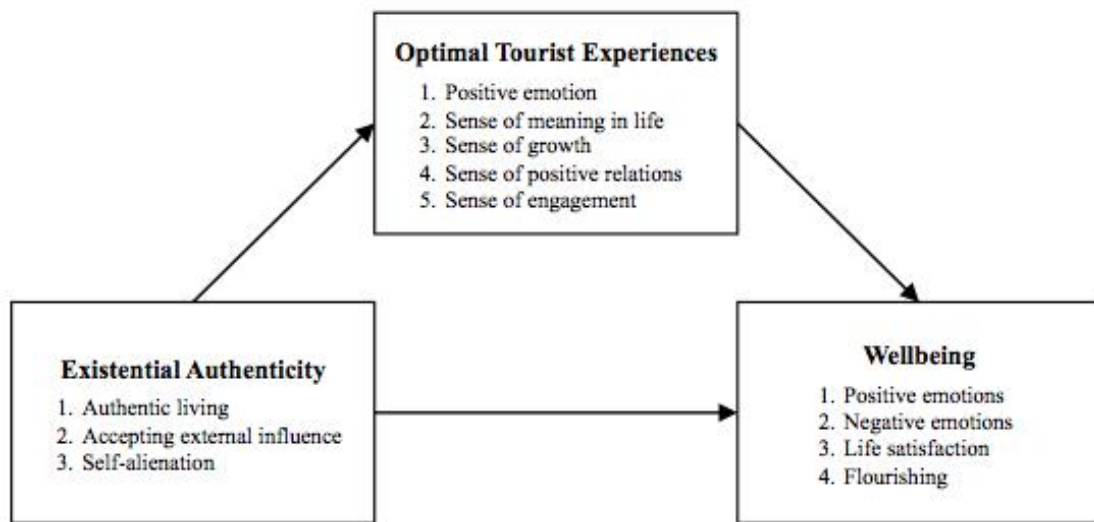 Optimal Tourist Experiences
1. Positive emotion
2. Sense of meaning in life
3. Sense of growth
4. Sense of positive relations
5. Sense of engagement
Existential Authenticity
1. Authentic living
2. Accepting external influence
3. Self-alienation
Wellbeing
1. Positive emotions
2. Negative emotions
3. Life satisfaction
4. Flourishing